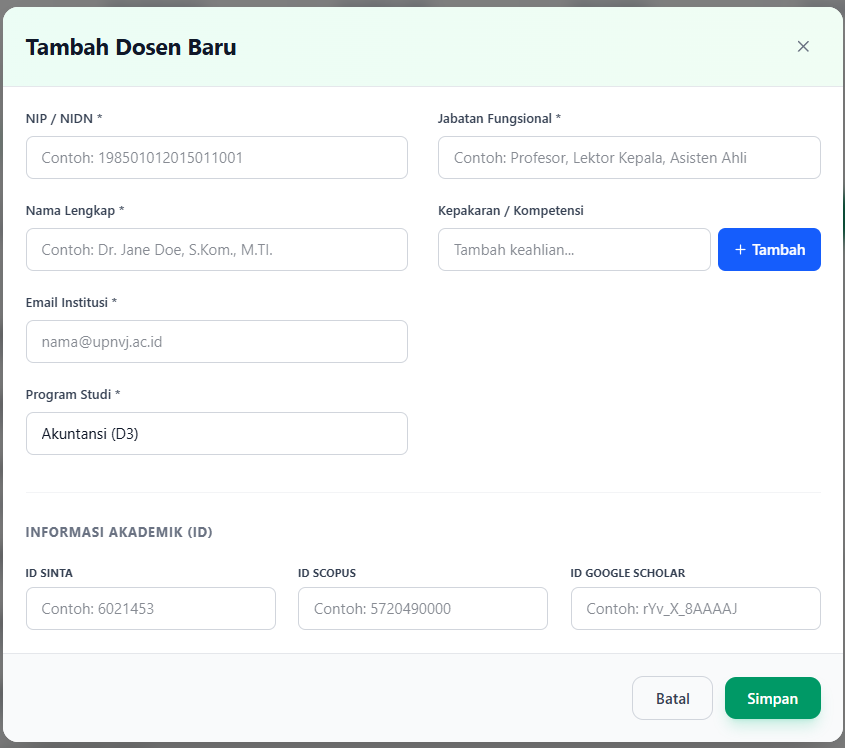 Tambah Dosen Baru
NIP / NIDN *
Contoh: 198501012015011001
Jabatan Fungsional *
Contoh: Profesor, Lektor Kepala, Asisten Ahli
Nama Lengkap *
Contoh: Dr. Jane Doe, S.Kom., M.TI.
Kepakaran / Kompetensi
Tambah keahlian...
+ Tambah
Email Institusi *
nama@upnvj.ac.id
Program Studi *
Akuntansi (D3)
INFORMASI AKADEMIK (ID)
ID SINTA
Contoh: 6021453
ID SCOPUS
Contoh: 5720490000
ID GOOGLE SCHOLAR
Contoh: rYv_X_8AAAAJ
Batal
Simpan